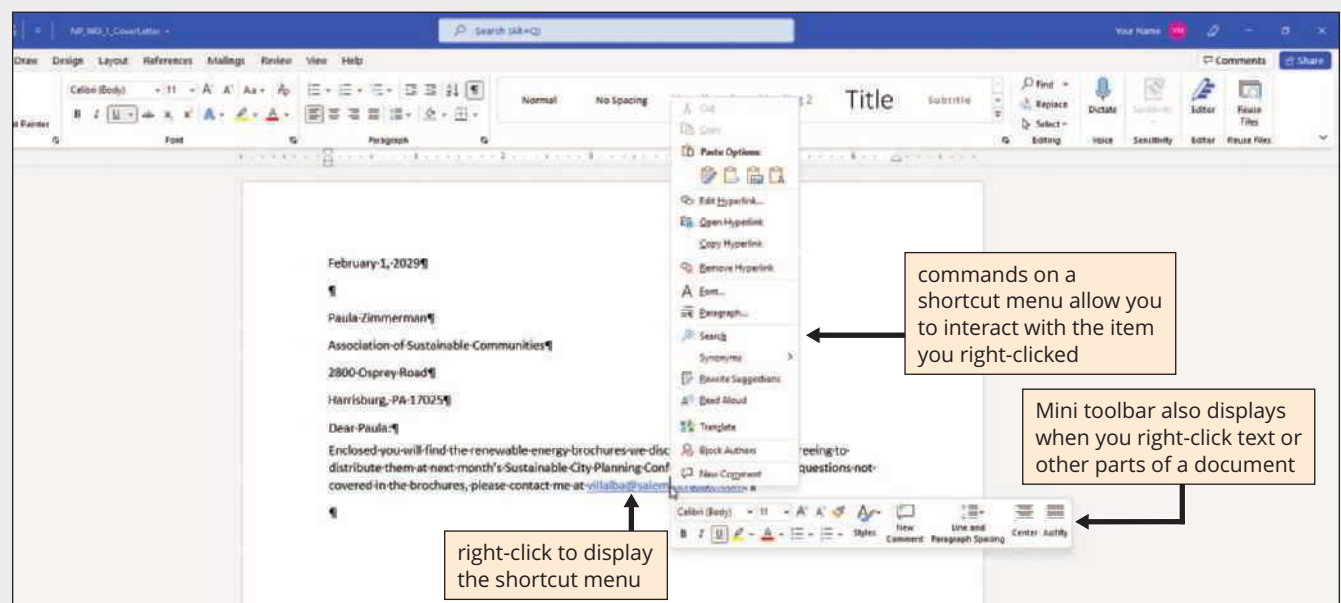 NP_WD_1_CoverLetter
Search (Alt+Q)
Your Name
Draw Design Layout References Mailings Review View Help
Comments Share
Painter
Calibri (Body) 11
Normal No Spacing 2 Title Subtitle
Find
Replace
Select
Dictate
Editor
Reuse Files
Font Paragraph Editing Voice Sensitivity Editor Reuse Files
Cut
Copy
Paste Options:
Edit Hyperlink...
Open Hyperlink
Copy Hyperlink
Remove Hyperlink
Font...
Paragraph...
Search
Synonyms
Rewrite Suggestions
Read Aloud
Translate
Block Authors
New Comment
February·1,·2029¶
¶
Paula·Zimmerman¶
Association·of·Sustainable·Communities¶
2800·Osprey·Road¶
Harrisburg,·PA·17025¶
Dear·Paula:¶
Enclosed·you·will·find·the·renewable·energy·brochures·we·disc reeing·to·
distribute·them·at·next·month's·Sustainable·City·Planning·Conf questions·not·
covered·in·the·brochures,·please·contact·me·at·villalba@salem
¶
Calibri (Body) 11
B I U Styles New Comment Line and Paragraph Spacing Center Justify
commands on a
shortcut menu allow you
to interact with the item
you right-clicked
Mini toolbar also displays
when you right-click text or
other parts of a document
right-click to display
the shortcut menu